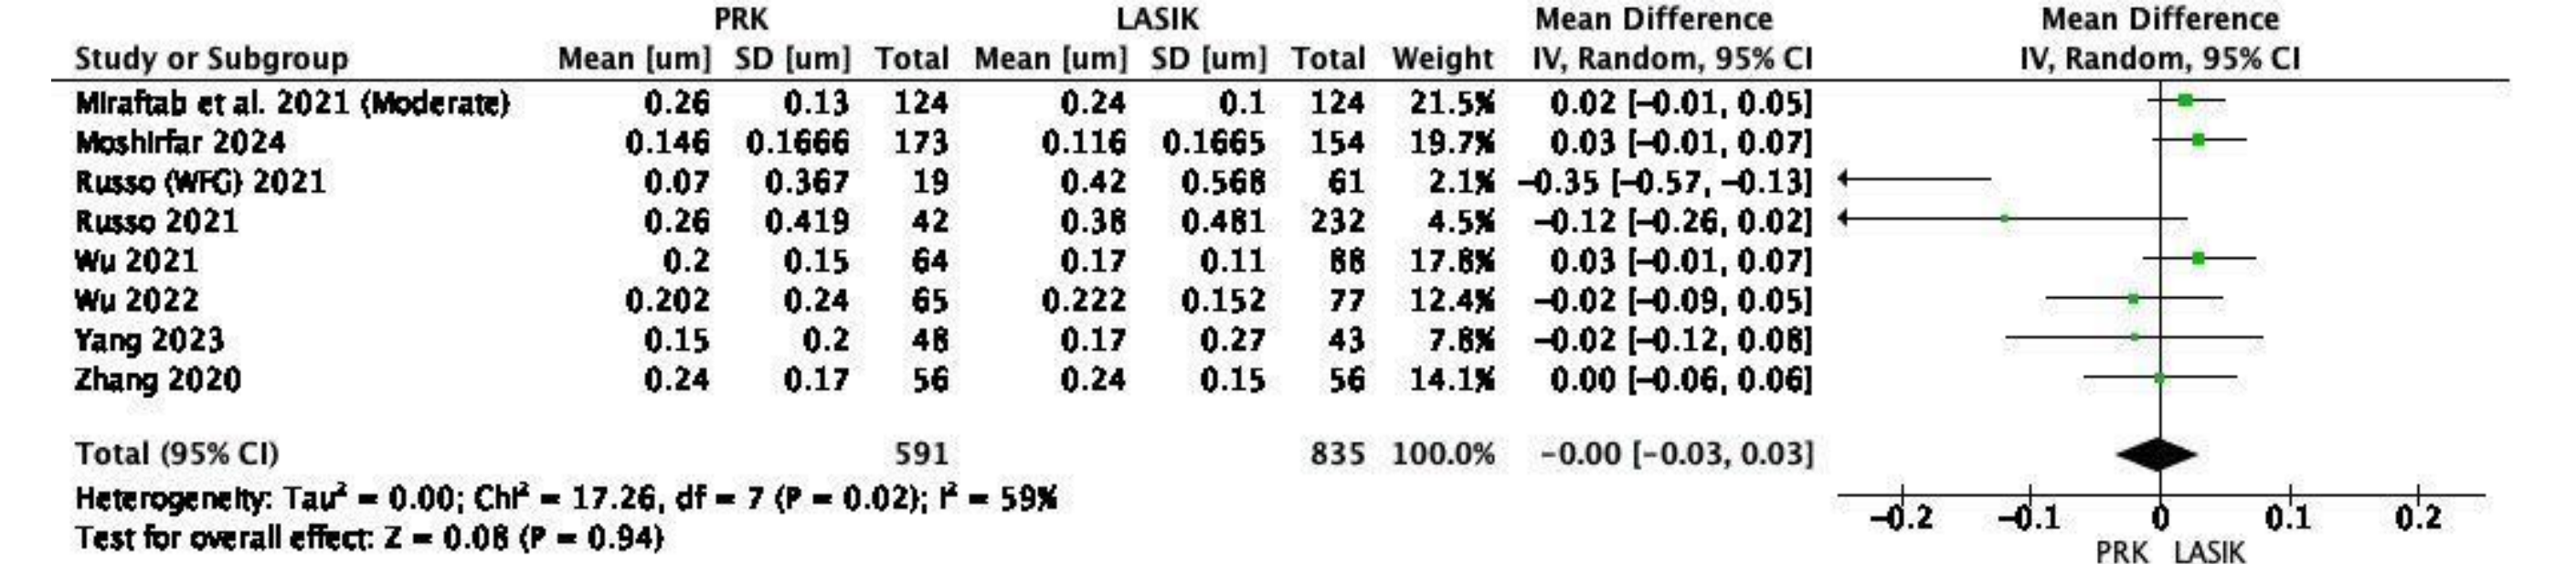 PRK LASIK Mean Difference Mean Difference
Study or Subgroup Mean [um] SD [um] Total Mean [um] SD [um] Total Weight IV, Random, 95% CI IV, Random, 95% CI
Miraftab et al. 2021 (Moderate) 0.26 0.13 124 0.24 0.1 124 21.5% 0.02 [−0.01, 0.05]
Moshirfar 2024 0.146 0.1666 173 0.116 0.1665 154 19.7% 0.03 [−0.01, 0.07]
Russo (WFG) 2021 0.07 0.367 19 0.42 0.568 61 2.1% −0.35 [−0.57, −0.13]
Russo 2021 0.26 0.419 42 0.38 0.481 232 4.5% −0.12 [−0.26, 0.02]
Wu 2021 0.2 0.15 64 0.17 0.11 88 17.8% 0.03 [−0.01, 0.07]
Wu 2022 0.202 0.24 65 0.222 0.152 77 12.4% −0.02 [−0.09, 0.05]
Yang 2023 0.15 0.2 48 0.17 0.27 43 7.8% −0.02 [−0.12, 0.08]
Zhang 2020 0.24 0.17 56 0.24 0.15 56 14.1% 0.00 [−0.06, 0.06]
Total (95% CI) 591 835 100.0% −0.00 [−0.03, 0.03]
Heterogeneity: Tau² = 0.00; Chi² = 17.26, df = 7 (P = 0.02); I² = 59%
Test for overall effect: Z = 0.08 (P = 0.94)
−0.2 −0.1 0 0.1 0.2
PRK LASIK